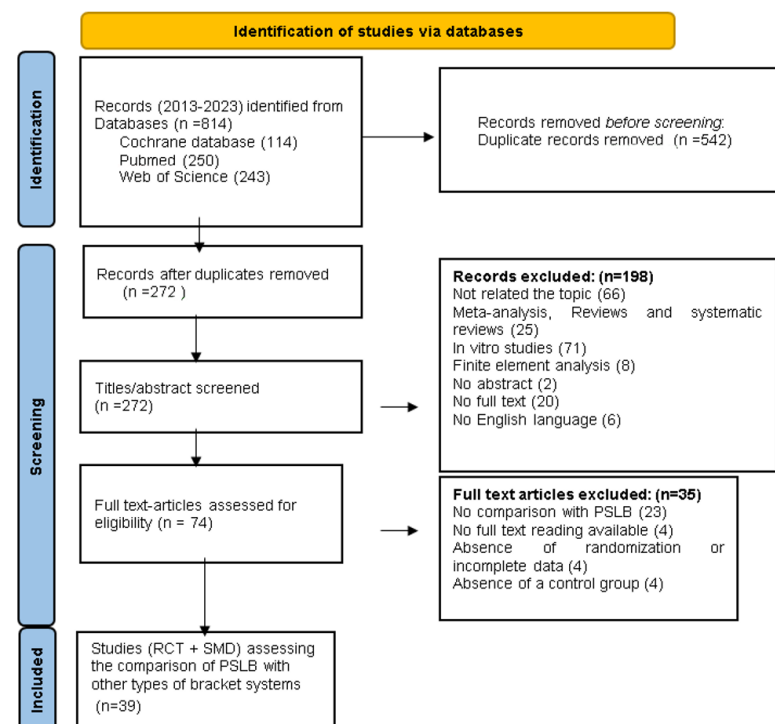 Identification of studies via databases
Identification
Records (2013-2023) identified from
Databases (n =814)
Cochrane database (114)
Pubmed (250)
Web of Science (243)
Records removed before screening:
Duplicate records removed (n =542)
Screening
Records after duplicates removed
(n =272 )
Records excluded: (n=198)
Not related the topic (66)
Meta-analysis, Reviews and systematic
reviews (25)
In vitro studies (71)
Finite element analysis (8)
No abstract (2)
No full text (20)
No English language (6)
Titles/abstract screened
(n =272)
Full text-articles assessed for
eligibility (n = 74)
Full text articles excluded: (n=35)
No comparison with PSLB (23)
No full text reading available (4)
Absence of randomization or
incomplete data (4)
Absence of a control group (4)
Included
Studies (RCT + SMD) assessing
the comparison of PSLB with
other types of bracket systems
(n=39)